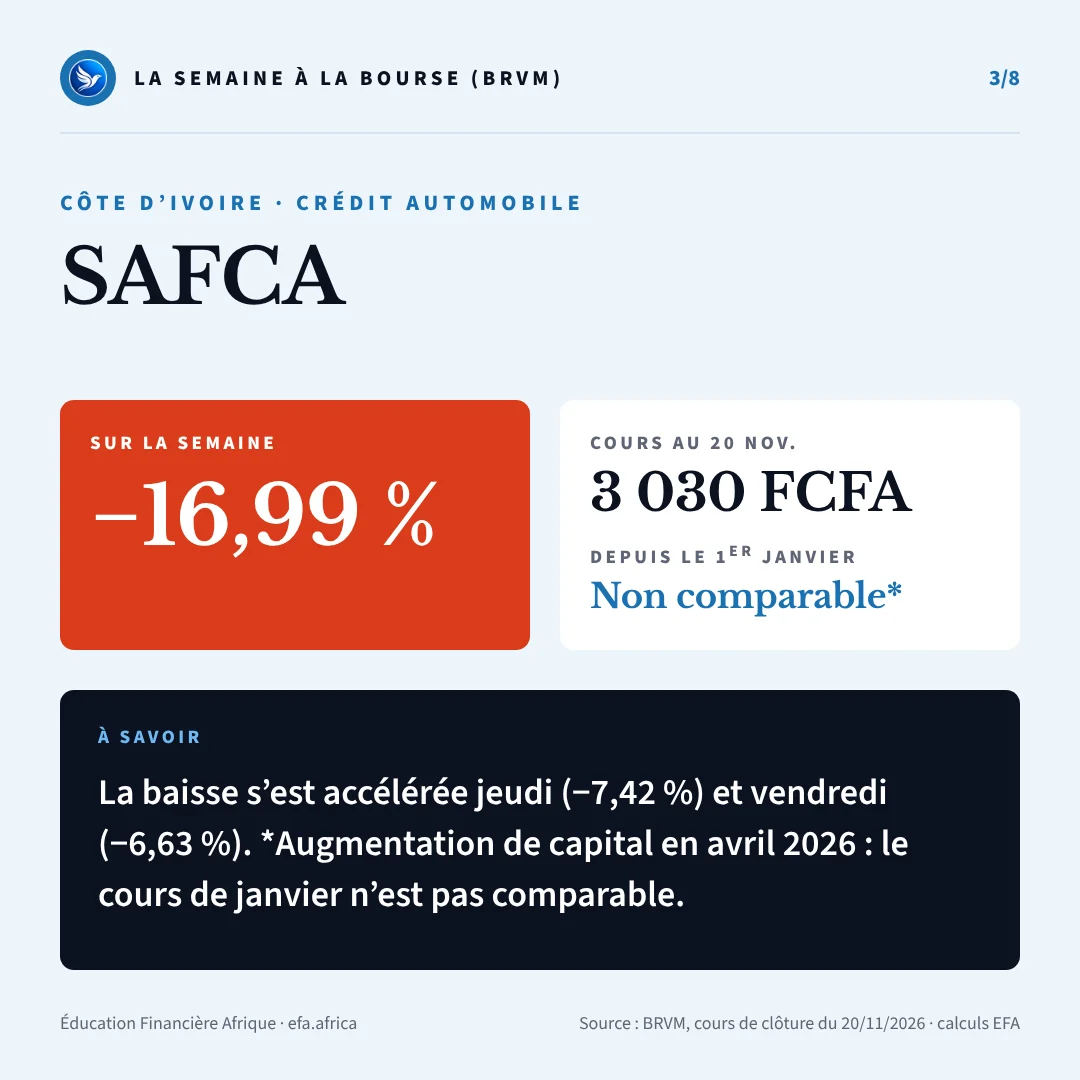 LA SEMAINE À LA BOURSE (BRVM)
3/8
CÔTE D’IVOIRE · CRÉDIT AUTOMOBILE
SAFCA
SUR LA SEMAINE
−16,99 %
COURS AU 20 NOV.
3 030 FCFA
DEPUIS LE 1ER JANVIER
Non comparable*
À SAVOIR
La baisse s’est accélérée jeudi (−7,42 %) et vendredi
(−6,63 %). *Augmentation de capital en avril 2026 : le
cours de janvier n’est pas comparable.
Éducation Financière Afrique · efa.africa
Source : BRVM, cours de clôture du 20/11/2026 · calculs EFA